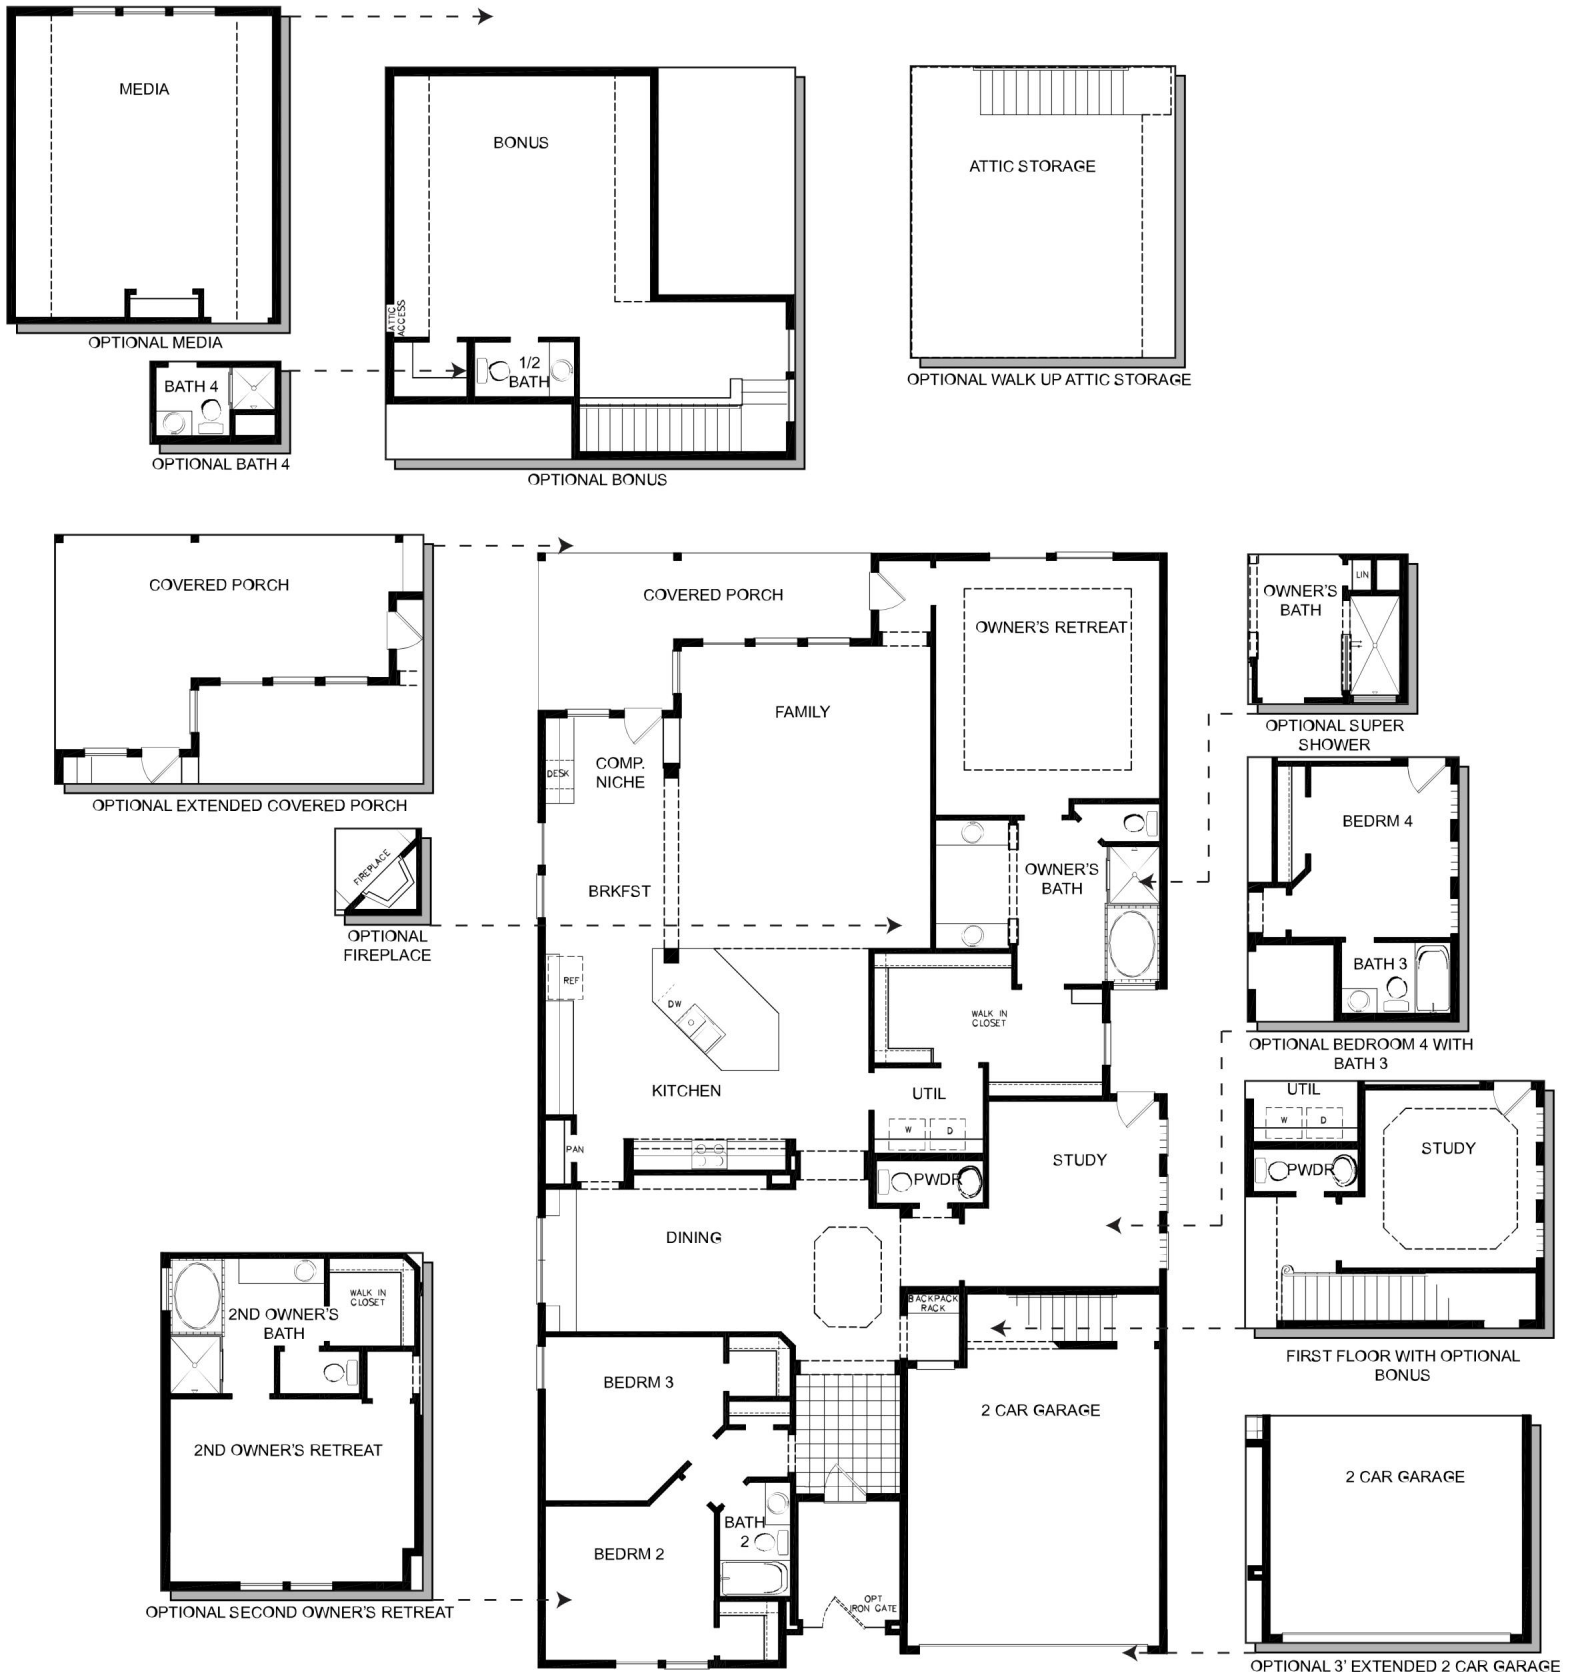 MEDIA
OPTIONAL MEDIA
BATH 4
OPTIONAL BATH 4
BONUS
ATTIC
ACCESS
1/2
BATH
OPTIONAL BONUS
ATTIC STORAGE
OPTIONAL WALK UP ATTIC STORAGE
COVERED PORCH
OPTIONAL EXTENDED COVERED PORCH
FIREPLACE
OPTIONAL
FIREPLACE
COVERED PORCH
OWNER'S RETREAT
FAMILY
COMP.
NICHE
DESK
BRKFST
OWNER'S
BATH
REF
DW
WALK IN
CLOSET
KITCHEN
UTIL
W
D
PAN
STUDY
PWDR
DINING
BACKPACK
RACK
BEDRM 3
2 CAR GARAGE
BATH
2
BEDRM 2
OPT
IRON GATE
OWNER'S
BATH
LIN
OPTIONAL SUPER
SHOWER
BEDRM 4
BATH 3
OPTIONAL BEDROOM 4 WITH
BATH 3
UTIL
W
D
STUDY
PWDR
FIRST FLOOR WITH OPTIONAL
BONUS
2 CAR GARAGE
OPTIONAL 3' EXTENDED 2 CAR GARAGE
WALK IN
CLOSET
2ND OWNER'S
BATH
2ND OWNER'S RETREAT
OPTIONAL SECOND OWNER'S RETREAT